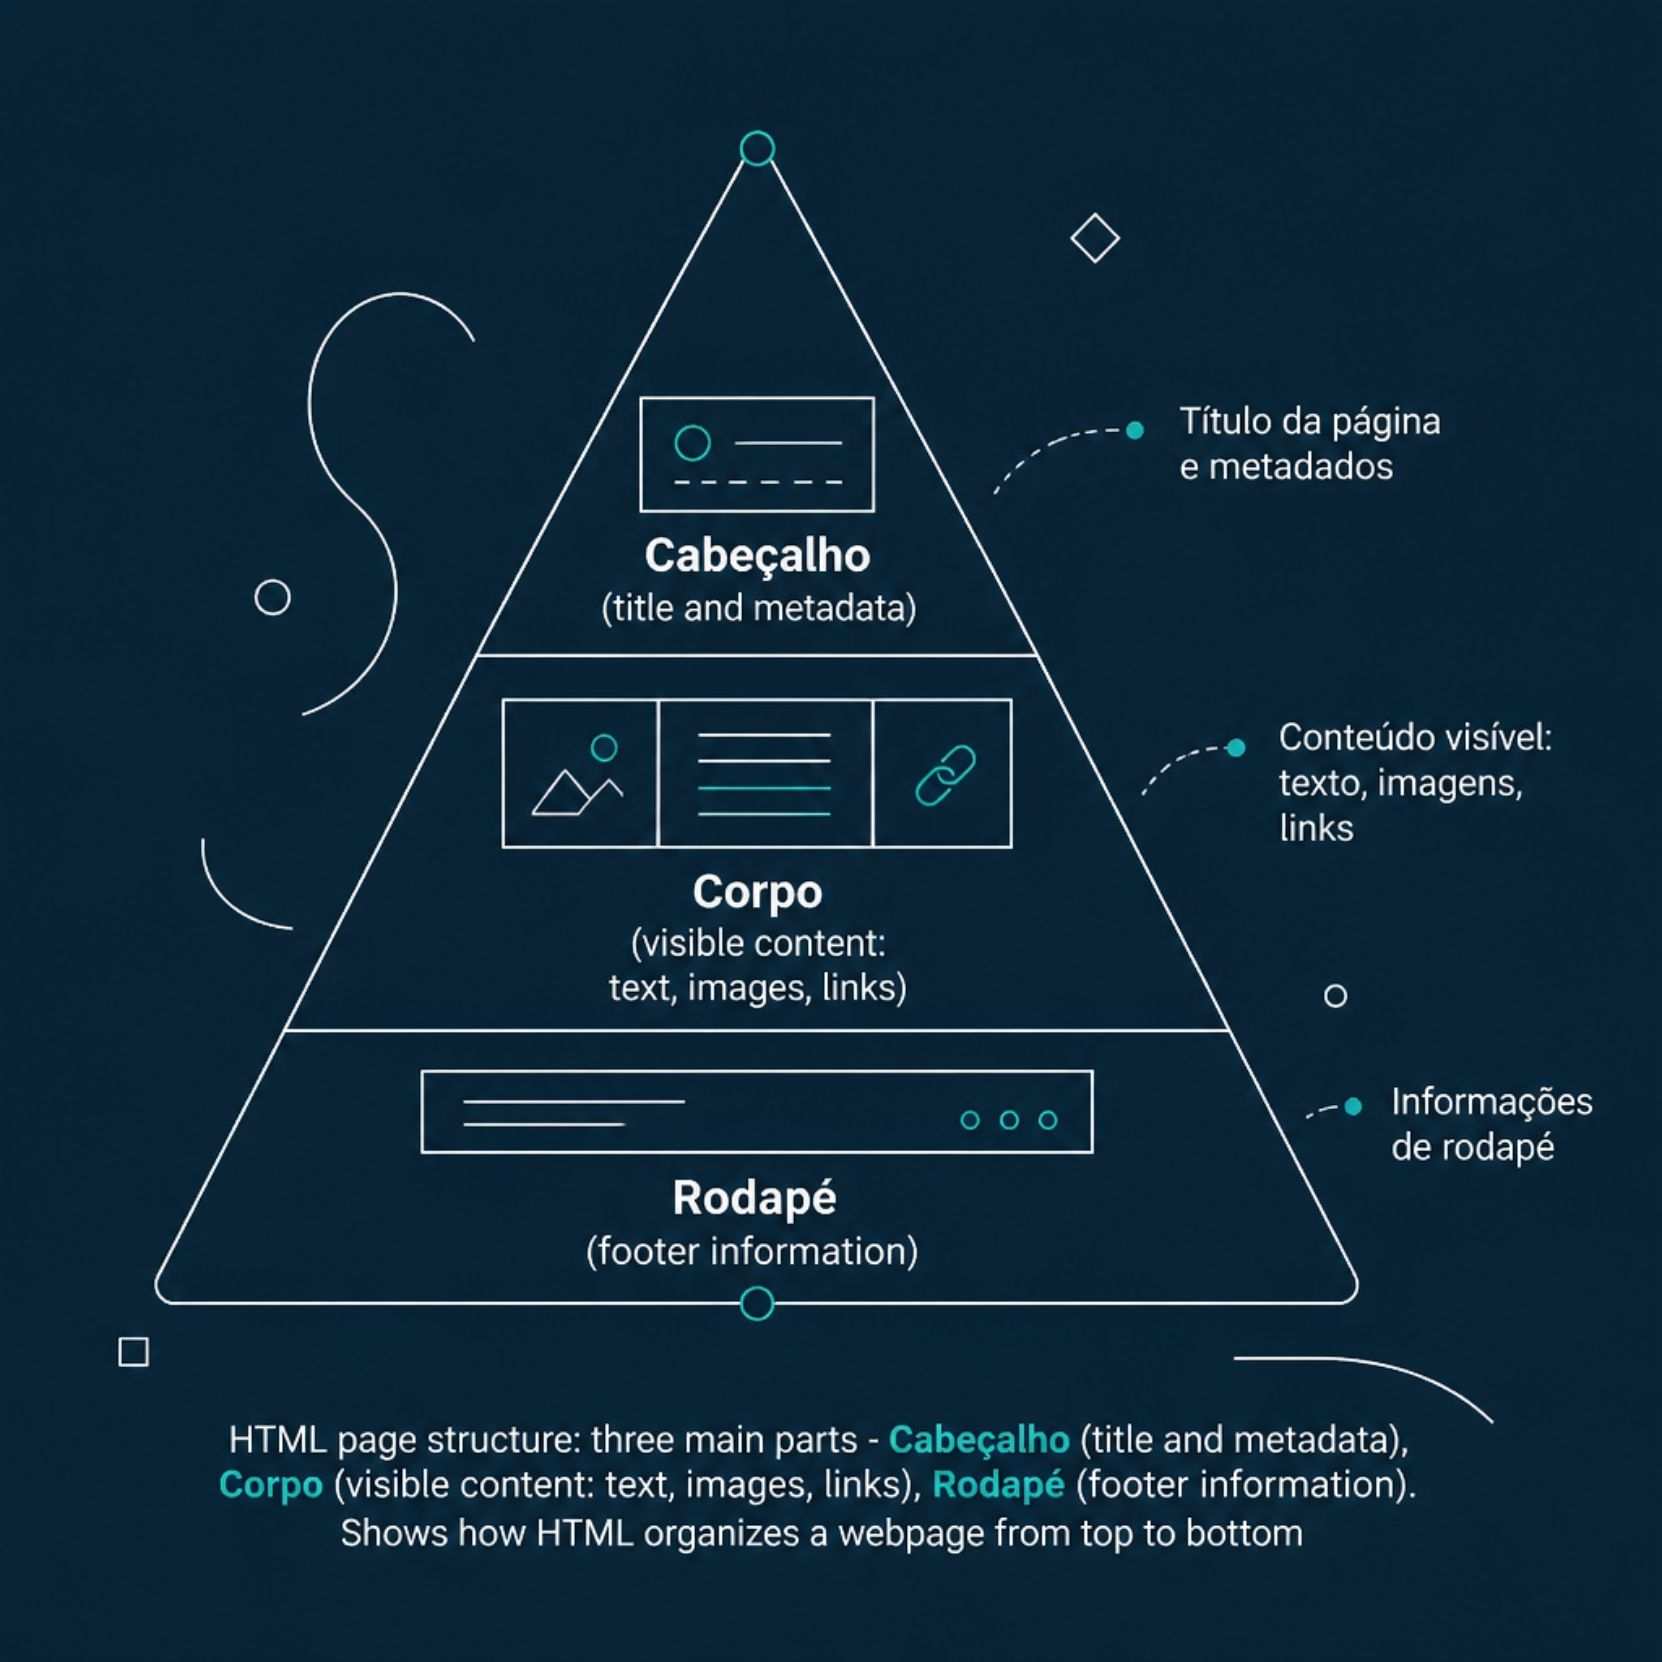 Título da página
e metadados
Cabeçalho
(title and metadata)
Conteúdo visível:
texto, imagens,
links
Corpo
(visible content:
text, images, links)
Informações
de rodapé
Rodapé
(footer information)
HTML page structure: three main parts - Cabeçalho (title and metadata),
Corpo (visible content: text, images, links), Rodapé (footer information).
Shows how HTML organizes a webpage from top to bottom